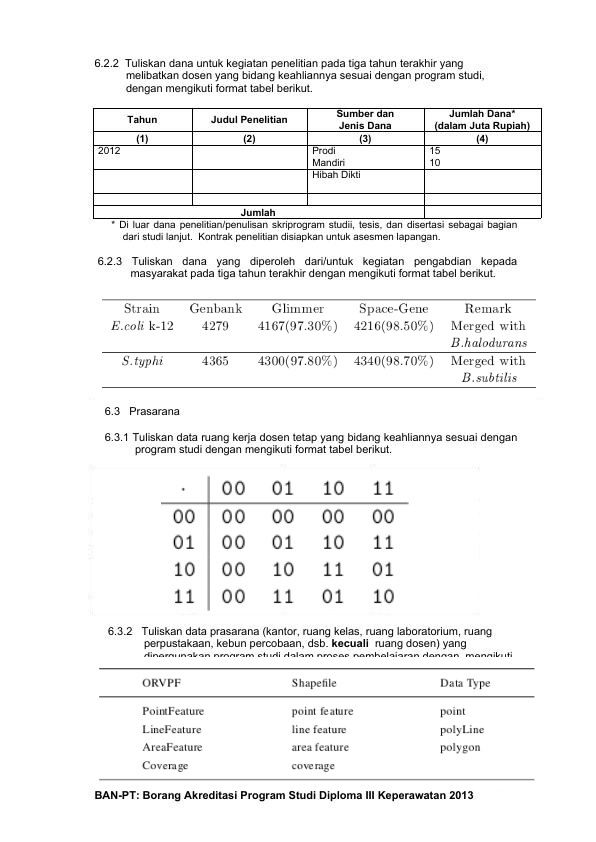 6.2.2 Tuliskan dana untuk kegiatan penelitian pada tiga tahun terakhir yang
melibatkan dosen yang bidang keahliannya sesuai dengan program studi,
dengan mengikuti format tabel berikut.
Tahun Judul Penelitian Sumber dan Jenis Dana Jumlah Dana* (dalam Juta Rupiah)
(1) (2) (3) (4)
2012 Prodi 15
Mandiri 10
Hibah Dikti
Jumlah
* Di luar dana penelitian/penulisan skriprogram studii, tesis, dan disertasi sebagai bagian
dari studi lanjut. Kontrak penelitian disiapkan untuk asesmen lapangan.
6.2.3 Tuliskan dana yang diperoleh dari/untuk kegiatan pengabdian kepada
masyarakat pada tiga tahun terakhir dengan mengikuti format tabel berikut.
Strain Genbank Glimmer Space-Gene Remark
E.coli k-12 4279 4167(97.30%) 4216(98.50%) Merged with
B.halodurans
S.typhi 4365 4300(97.80%) 4340(98.70%) Merged with
B.subtilis
6.3 Prasarana
6.3.1 Tuliskan data ruang kerja dosen tetap yang bidang keahliannya sesuai dengan
program studi dengan mengikuti format tabel berikut.
· 00 01 10 11
00 00 00 00 00
01 00 01 10 11
10 00 10 11 01
11 00 11 01 10
6.3.2 Tuliskan data prasarana (kantor, ruang kelas, ruang laboratorium, ruang
perpustakaan, kebun percobaan, dsb. kecuali ruang dosen) yang
dipergunakan program studi dalam proses pembelajaran dengan mengikuti
ORVPF Shapefile Data Type
PointFeature point feature point
LineFeature line feature polyLine
AreaFeature area feature polygon
Coverage coverage
BAN-PT: Borang Akreditasi Program Studi Diploma III Keperawatan 2013